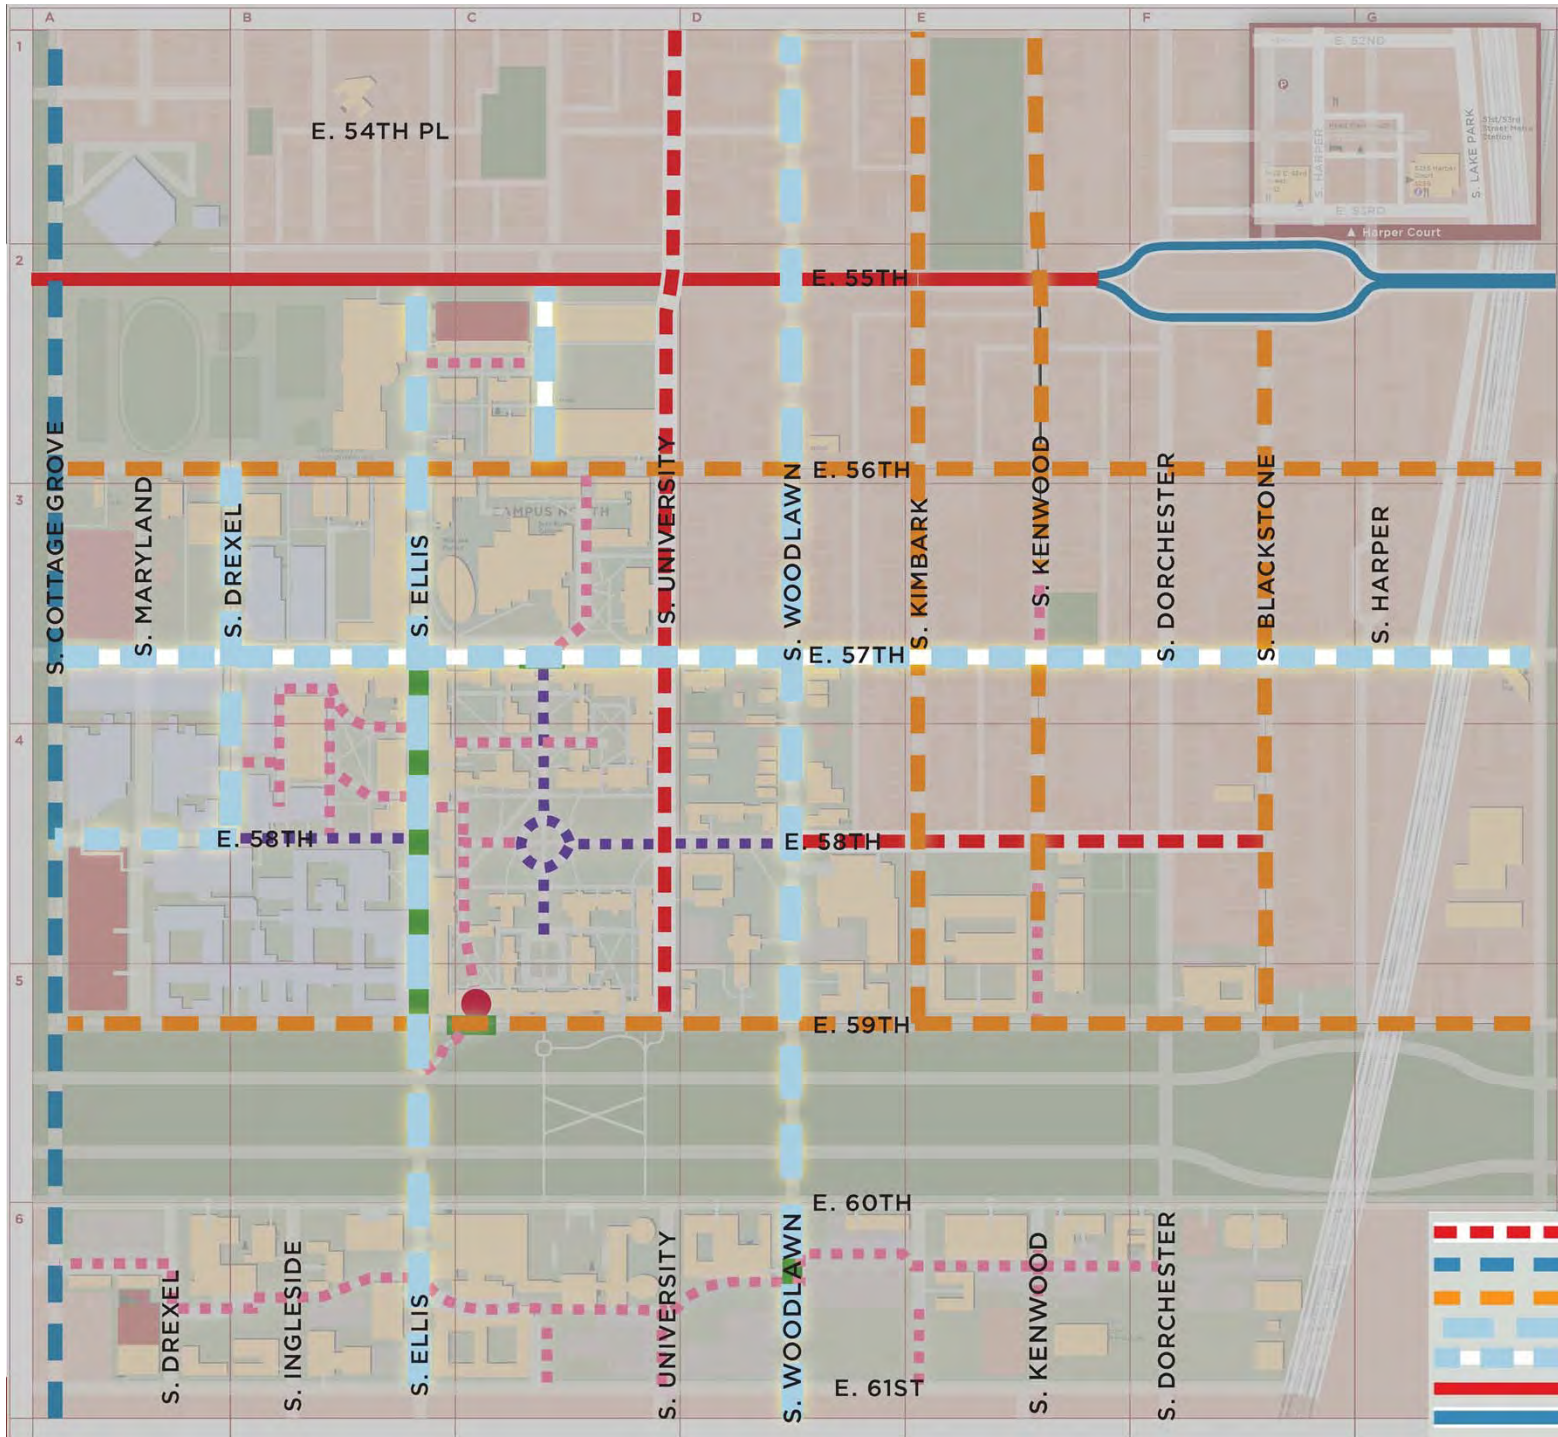 A B C D E F G
1
E. 52ND
S. LAKE PARK
S. HARPER
E. 53RD
▲ Harper Court
E. 54TH PL
2
E. 55TH
E. 56TH
3
CAMPUS NORTH
S. COTTAGE GROVE
S. MARYLAND
S. DREXEL
S. ELLIS
S. UNIVERSITY
S. WOODLAWN
S. KIMBARK
S. KENWOOD
S. DORCHESTER
S. BLACKSTONE
S. HARPER
E. 57TH
4
E. 58TH
E. 58TH
5
E. 59TH
E. 60TH
6
S. DREXEL
S. INGLESIDE
S. ELLIS
S. UNIVERSITY
S. WOODLAWN
S. KENWOOD
S. DORCHESTER
E. 61ST